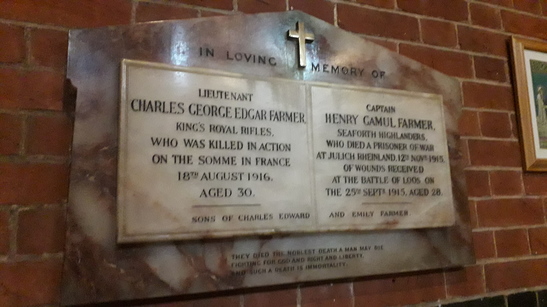 IN LOVING MEMORY OF
LIEUTENANT
CHARLES GEORGE EDGAR FARMER,
KING'S ROYAL RIFLES,
WHO WAS KILLED IN ACTION
ON THE SOMME IN FRANCE
18TH AUGUST 1916.
AGED 30.
CAPTAIN
HENRY GAMUL FARMER,
SEAFORTH HIGHLANDERS,
WHO DIED A PRISONER OF WAR
AT JULICH RHEINLAND, 12TH NOVR 1915,
OF WOUNDS RECEIVED
AT THE BATTLE OF LOOS ON
THE 25TH SEPTR 1915, AGED 28.
SONS OF CHARLES EDWARD AND EMILY FARMER
THEY DIED THE NOBLEST DEATH A MAN MAY DIE
FIGHTING FOR GOD AND RIGHT AND LIBERTY,
AND SUCH A DEATH IS IMMORTALITY.